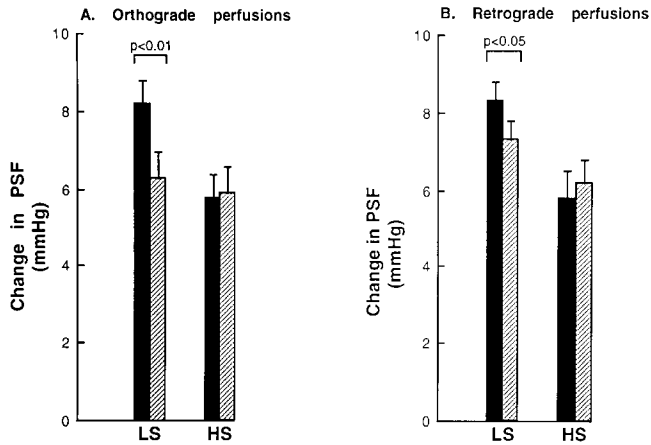 A. Orthograde perfusions
p<0.01
10
8
6
4
2
0
Change in PSF
(mmHg)
LS HS
B. Retrograde perfusions
p<0.05
10
8
6
4
2
0
Change in PSF
(mmHg)
LS HS